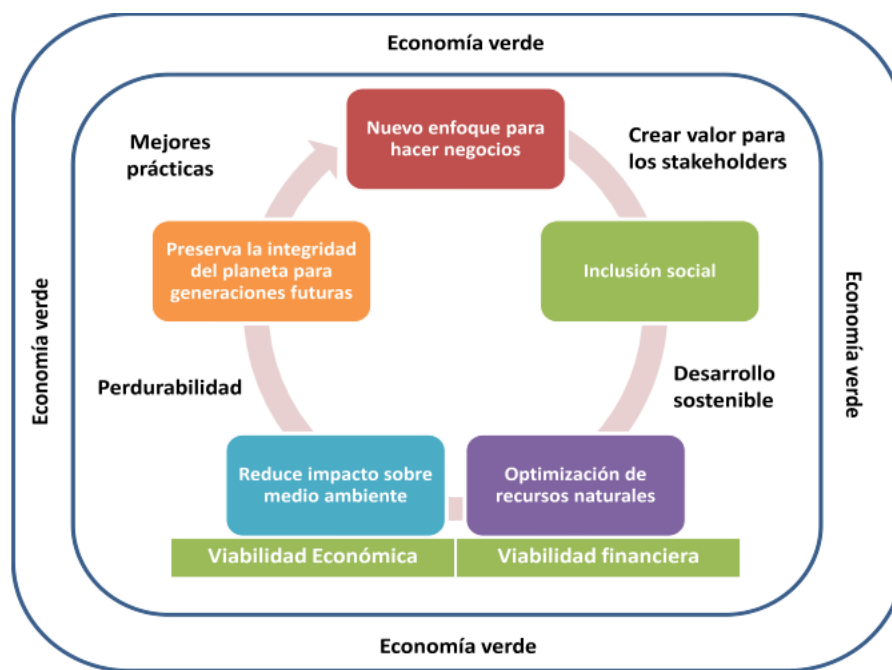 Economía verde
Nuevo enfoque para
hacer negocios
Crear valor para
los stakeholders
Mejores
prácticas
Preserva la integridad
del planeta para
generaciones futuras
Inclusión social
Economía verde
Economía verde
Perdurabilidad
Desarrollo
sostenible
Reduce impacto sobre
medio ambiente
Optimización de
recursos naturales
Viabilidad Económica
Viabilidad financiera
Economía verde